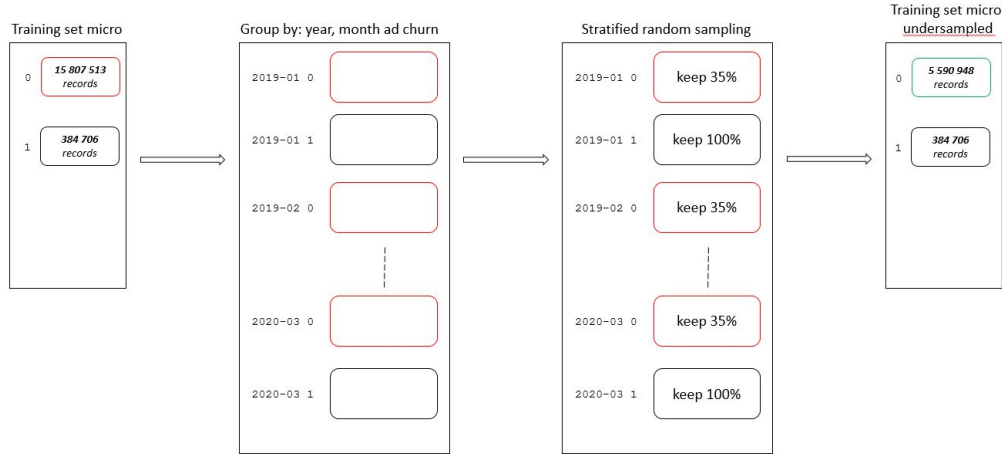 Training set micro
0
15 807 513
records
1
384 706
records
Group by: year, month ad churn
2019-01 0
2019-01 1
2019-02 0
2020-03 0
2020-03 1
Stratified random sampling
2019-01 0
keep 35%
2019-01 1
keep 100%
2019-02 0
keep 35%
2020-03 0
keep 35%
2020-03 1
keep 100%
Training set micro
undersampled
0
5 590 948
records
1
384 706
records